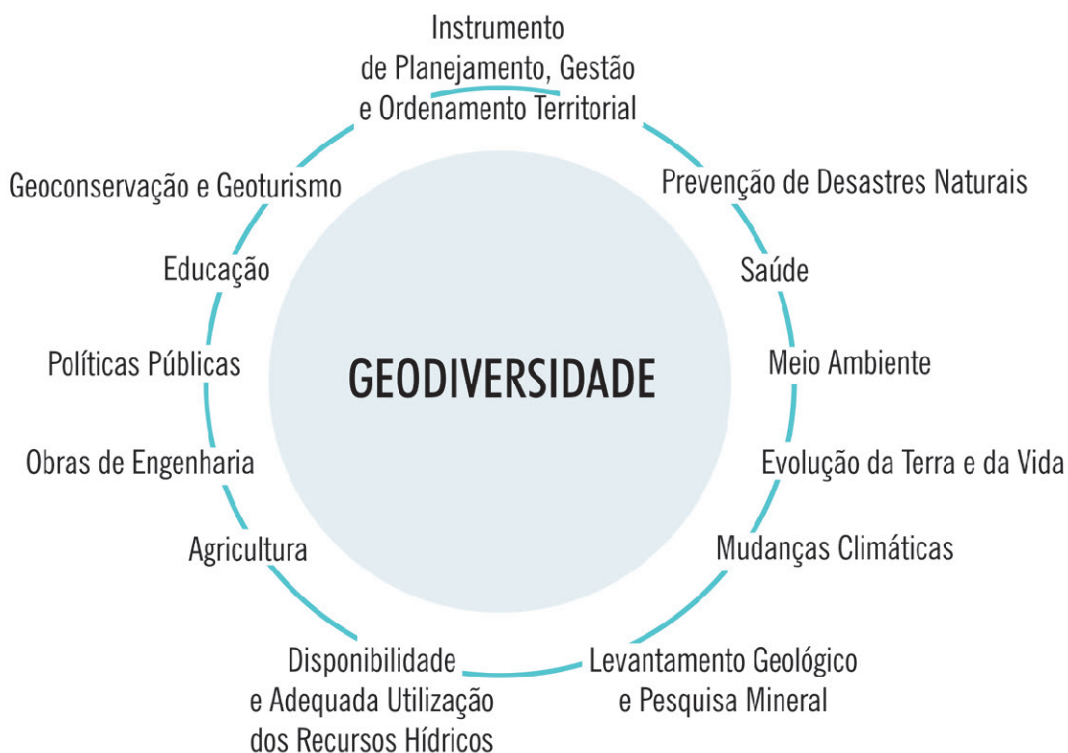 Instrumento
de Planejamento, Gestão
e Ordenamento Territorial
Geoconservação e Geoturismo
Prevenção de Desastres Naturais
Educação
Saúde
Políticas Públicas
GEODIVERSIDADE
Meio Ambiente
Obras de Engenharia
Evolução da Terra e da Vida
Agricultura
Mudanças Climáticas
Disponibilidade
e Adequada Utilização
dos Recursos Hídricos
Levantamento Geológico
e Pesquisa Mineral